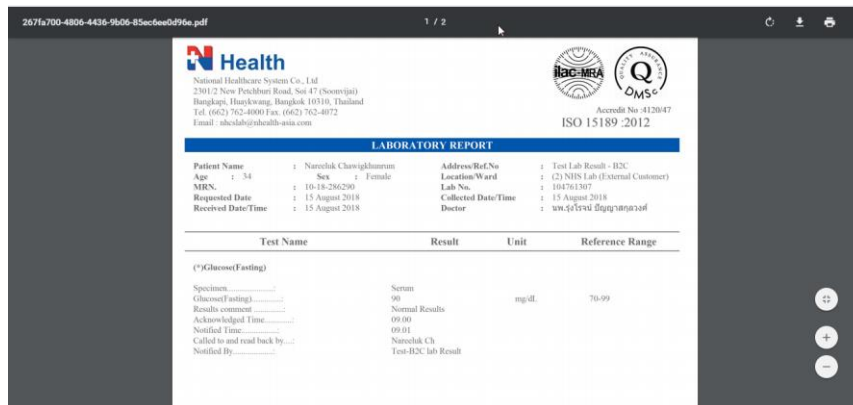 267fa700-4806-4436-9b06-85ec6ee0d96e.pdf
1 / 2
N Health
National Healthcare System Co., Ltd
2301/2 New Petchburi Road, Soi 47 (Soonvijai)
Bangkapi, Huaykwang, Bangkok 10310, Thailand
Tel. (662) 762-4000 Fax. (662) 762-4072
Email : nhcslab@nhealth-asia.com
ilac-MRA
QUALITY ASSURANCE
Q
DMSc
Accredit No :4120/47
ISO 15189 :2012
LABORATORY REPORT
Patient Name : Nareeluk Chawigkhunrum Address/Ref.No : Test Lab Result - B2C
Age : 34 Sex : Female Location/Ward : (2) NHS Lab (External Customer)
MRN. : 10-18-286290 Lab No. : 104761307
Requested Date : 15 August 2018 Collected Date/Time : 15 August 2018
Received Date/Time : 15 August 2018 Doctor : นพ.รุ่งโรจน์ ปัญญาสกุลวงศ์
Test Name Result Unit Reference Range
(*)Glucose(Fasting)
Specimen....................: Serum
Glucose(Fasting)...........: 90 mg/dL 70-99
Results comment ...........: Normal Results
Acknowledged Time..........: 09.00
Notified Time................: 09.01
Called to and read back by....: Nareeluk Ch
Notified By...................: Test-B2C lab Result